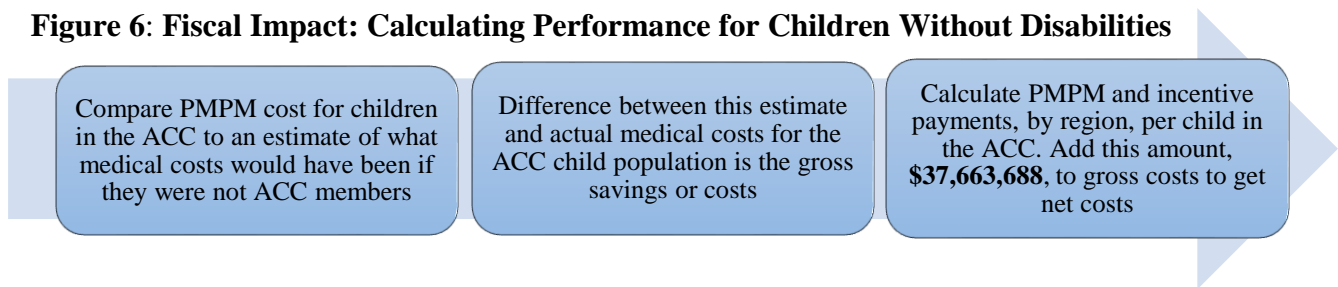 Figure 6: Fiscal Impact: Calculating Performance for Children Without Disabilities
Compare PMPM cost for children
in the ACC to an estimate of what
medical costs would have been if
they were not ACC members
Difference between this estimate
and actual medical costs for the
ACC child population is the gross
savings or costs
Calculate PMPM and incentive
payments, by region, per child in
the ACC. Add this amount,
$37,663,688, to gross costs to get
net costs